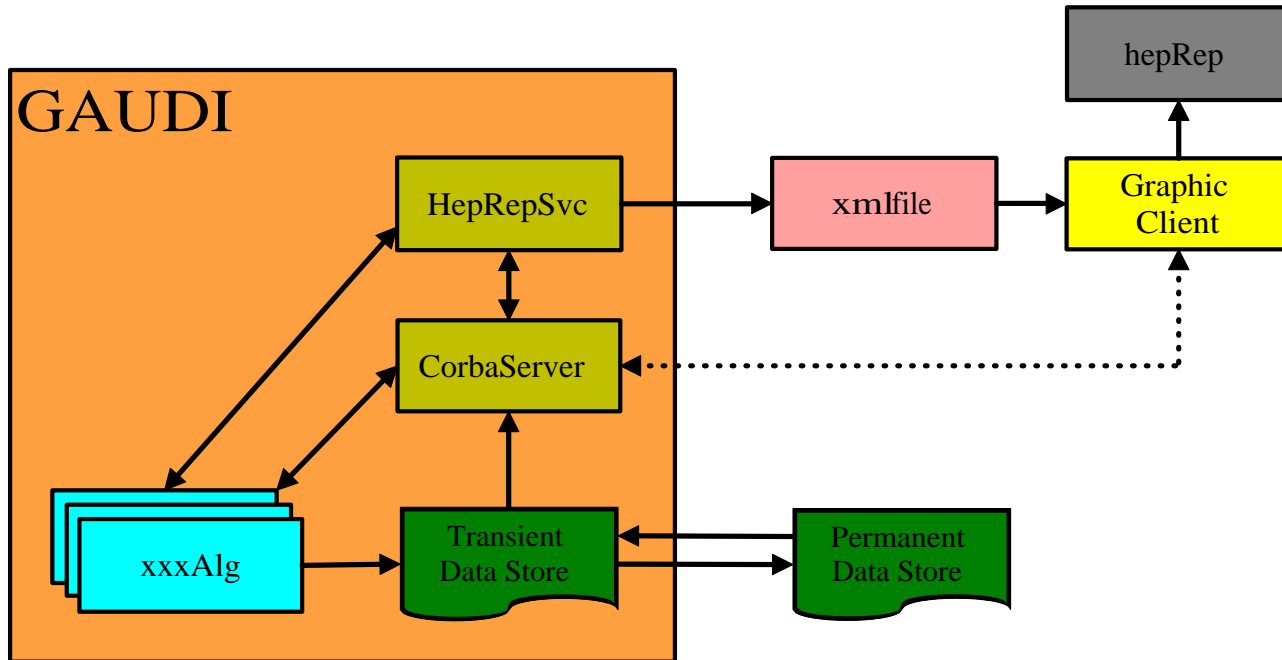 hepRep
GAUDI
HepRepSvc
xmlfile
Graphic
Client
CorbaServer
xxxAlg
Transient
Data Store
Permanent
Data Store